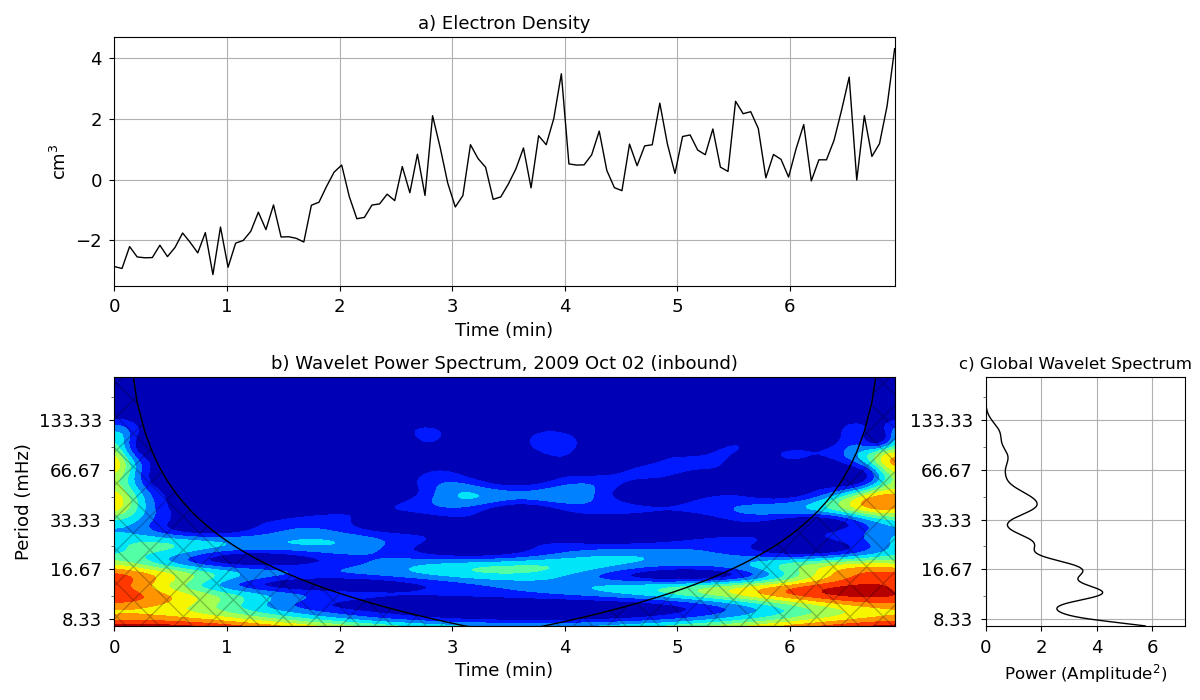 a) Electron Density
4
2
0
−2
cm³
0 1 2 3 4 5 6
Time (min)
b) Wavelet Power Spectrum, 2009 Oct 02 (inbound)
133.33
66.67
33.33
16.67
8.33
Period (mHz)
0 1 2 3 4 5 6
Time (min)
c) Global Wavelet Spectrum
133.33
66.67
33.33
16.67
8.33
0 2 4 6
Power (Amplitude²)